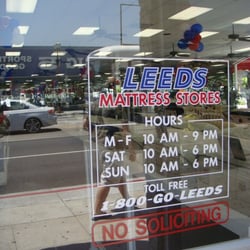 LEEDS
MATTRESS STORES
HOURS
M-F 10 AM - 9 PM
SAT 10 AM - 6 PM
SUN 10 AM - 6 PM
TOLL FREE
1-800-GO-LEEDS
NO SOLICITING